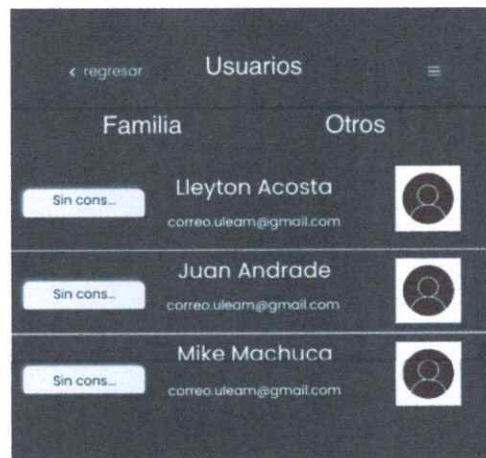 < regresar Usuarios ≡
Familia Otros
Lleyton Acosta
Sin cons...
correo.uleam@gmail.com
Juan Andrade
Sin cons...
correo.uleam@gmail.com
Mike Machuca
Sin cons...
correo.uleam@gmail.com